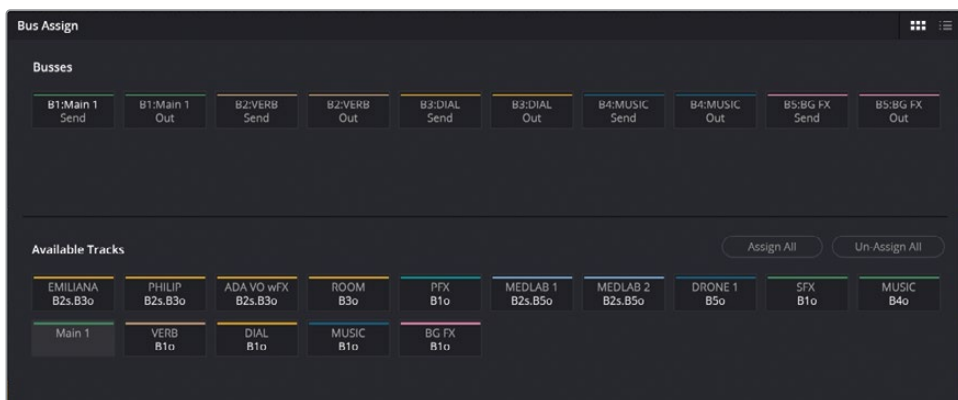 Bus Assign
Busses
B1:Main 1 B1:Main 1 B2:VERB B2:VERB B3:DIAL B3:DIAL B4:MUSIC B4:MUSIC B5:BG FX B5:BG FX
Send Out Send Out Send Out Send Out Send Out
Available Tracks Assign All Un-Assign All
EMILIANA PHILIP ADA VO wFX ROOM PFX MEDLAB 1 MEDLAB 2 DRONE 1 SFX MUSIC
B2s.B3o B2s.B3o B2s.B3o B3o B1o B2s.B5o B2s.B5o B5o B1o B4o
Main 1 VERB DIAL MUSIC BG FX
B1o B1o B1o B1o